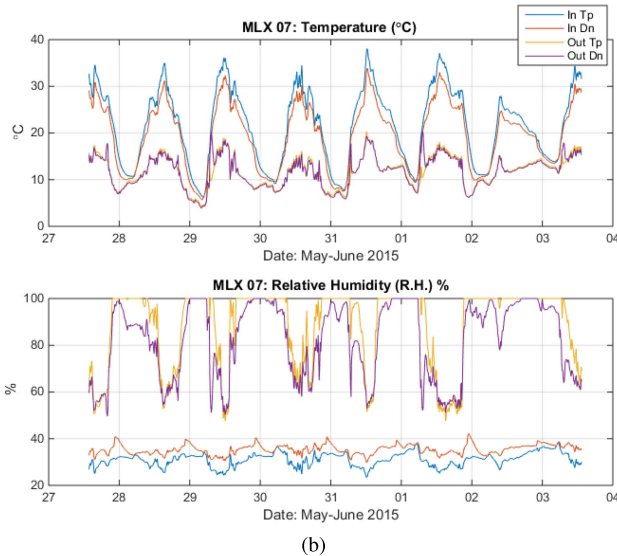 MLX 07: Temperature (°C)
In Tp
In Dn
Out Tp
Out Dn
40
30
20
10
0
°C
27 28 29 30 31 01 02 03 04
Date: May-June 2015
MLX 07: Relative Humidity (R.H.) %
100
80
60
40
20
%
27 28 29 30 31 01 02 03 04
Date: May-June 2015
(b)